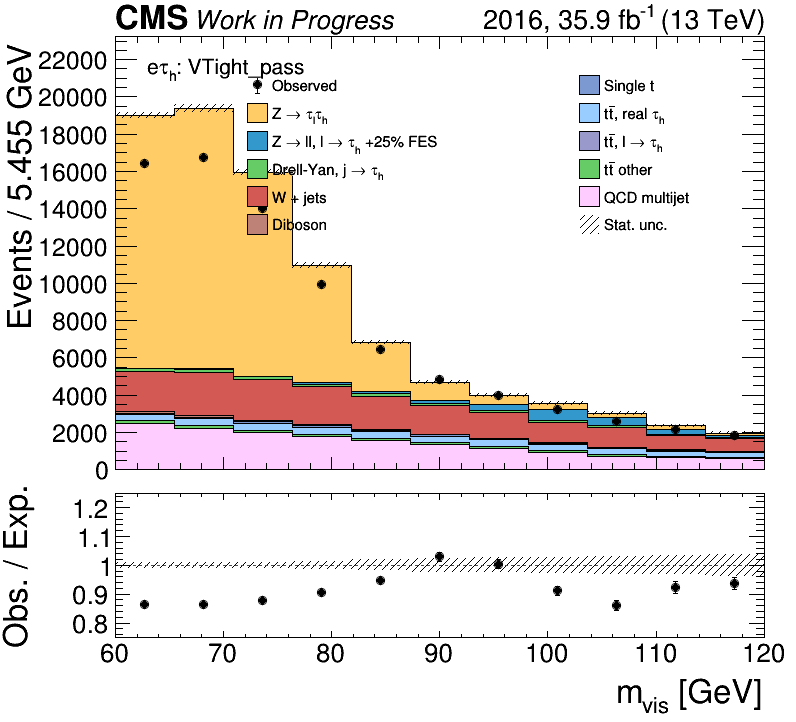 CMS Work in Progress 2016, 35.9 fb⁻¹ (13 TeV)
eτh: VTight_pass
Observed
Z → τlτh
Z → ll, l → τh +25% FES
Drell-Yan, j → τh
W + jets
Diboson
Single t
tt̄, real τh
tt̄, l → τh
tt̄ other
QCD multijet
Stat. unc.
Events / 5.455 GeV
22000
20000
18000
16000
14000
12000
10000
8000
6000
4000
2000
0
Obs. / Exp.
1.2
1.1
1
0.9
0.8
60 70 80 90 100 110 120
mvis [GeV]